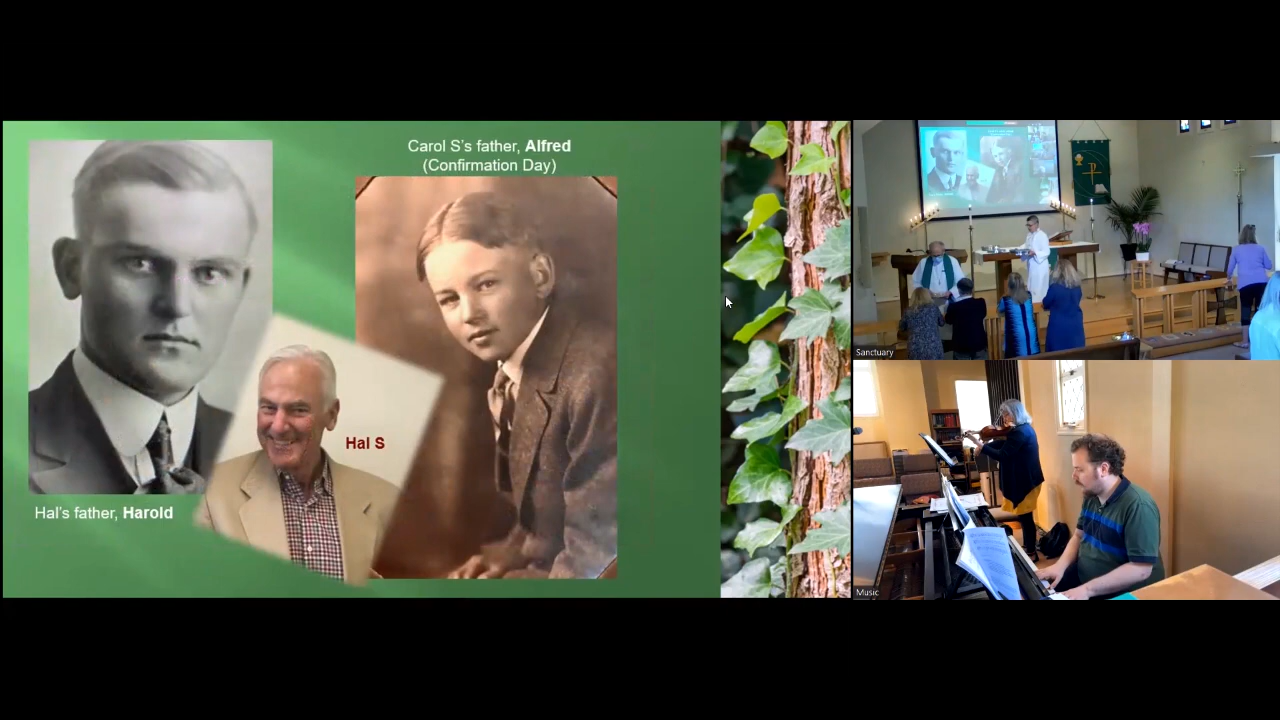 Carol S's father, Alfred
(Confirmation Day)
Hal S
Hal's father, Harold
Sanctuary
Music